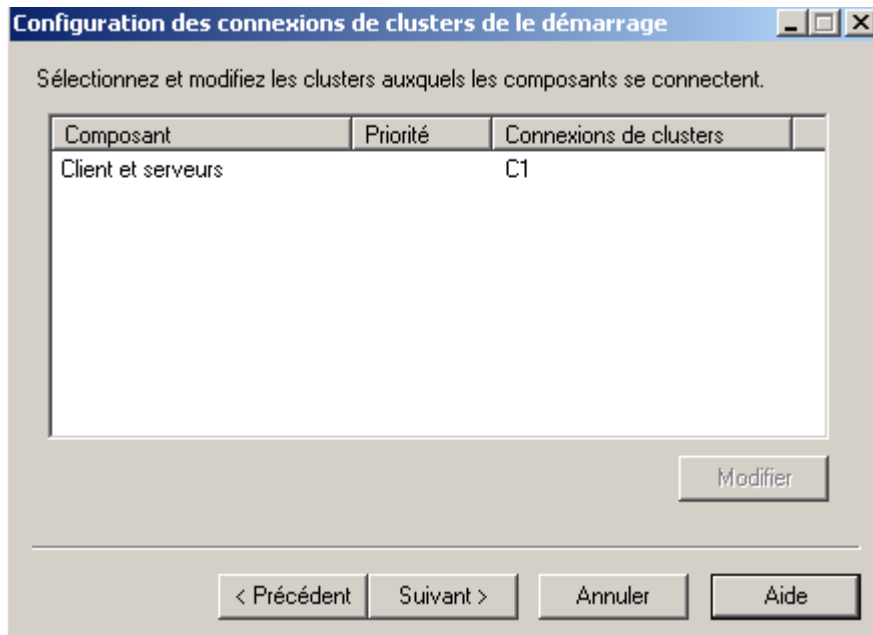 Configuration des connexions de clusters de le démarrage
Sélectionnez et modifiez les clusters auxquels les composants se connectent.
Composant Priorité Connexions de clusters
Client et serveurs C1
Modifier
< Précédent Suivant > Annuler Aide